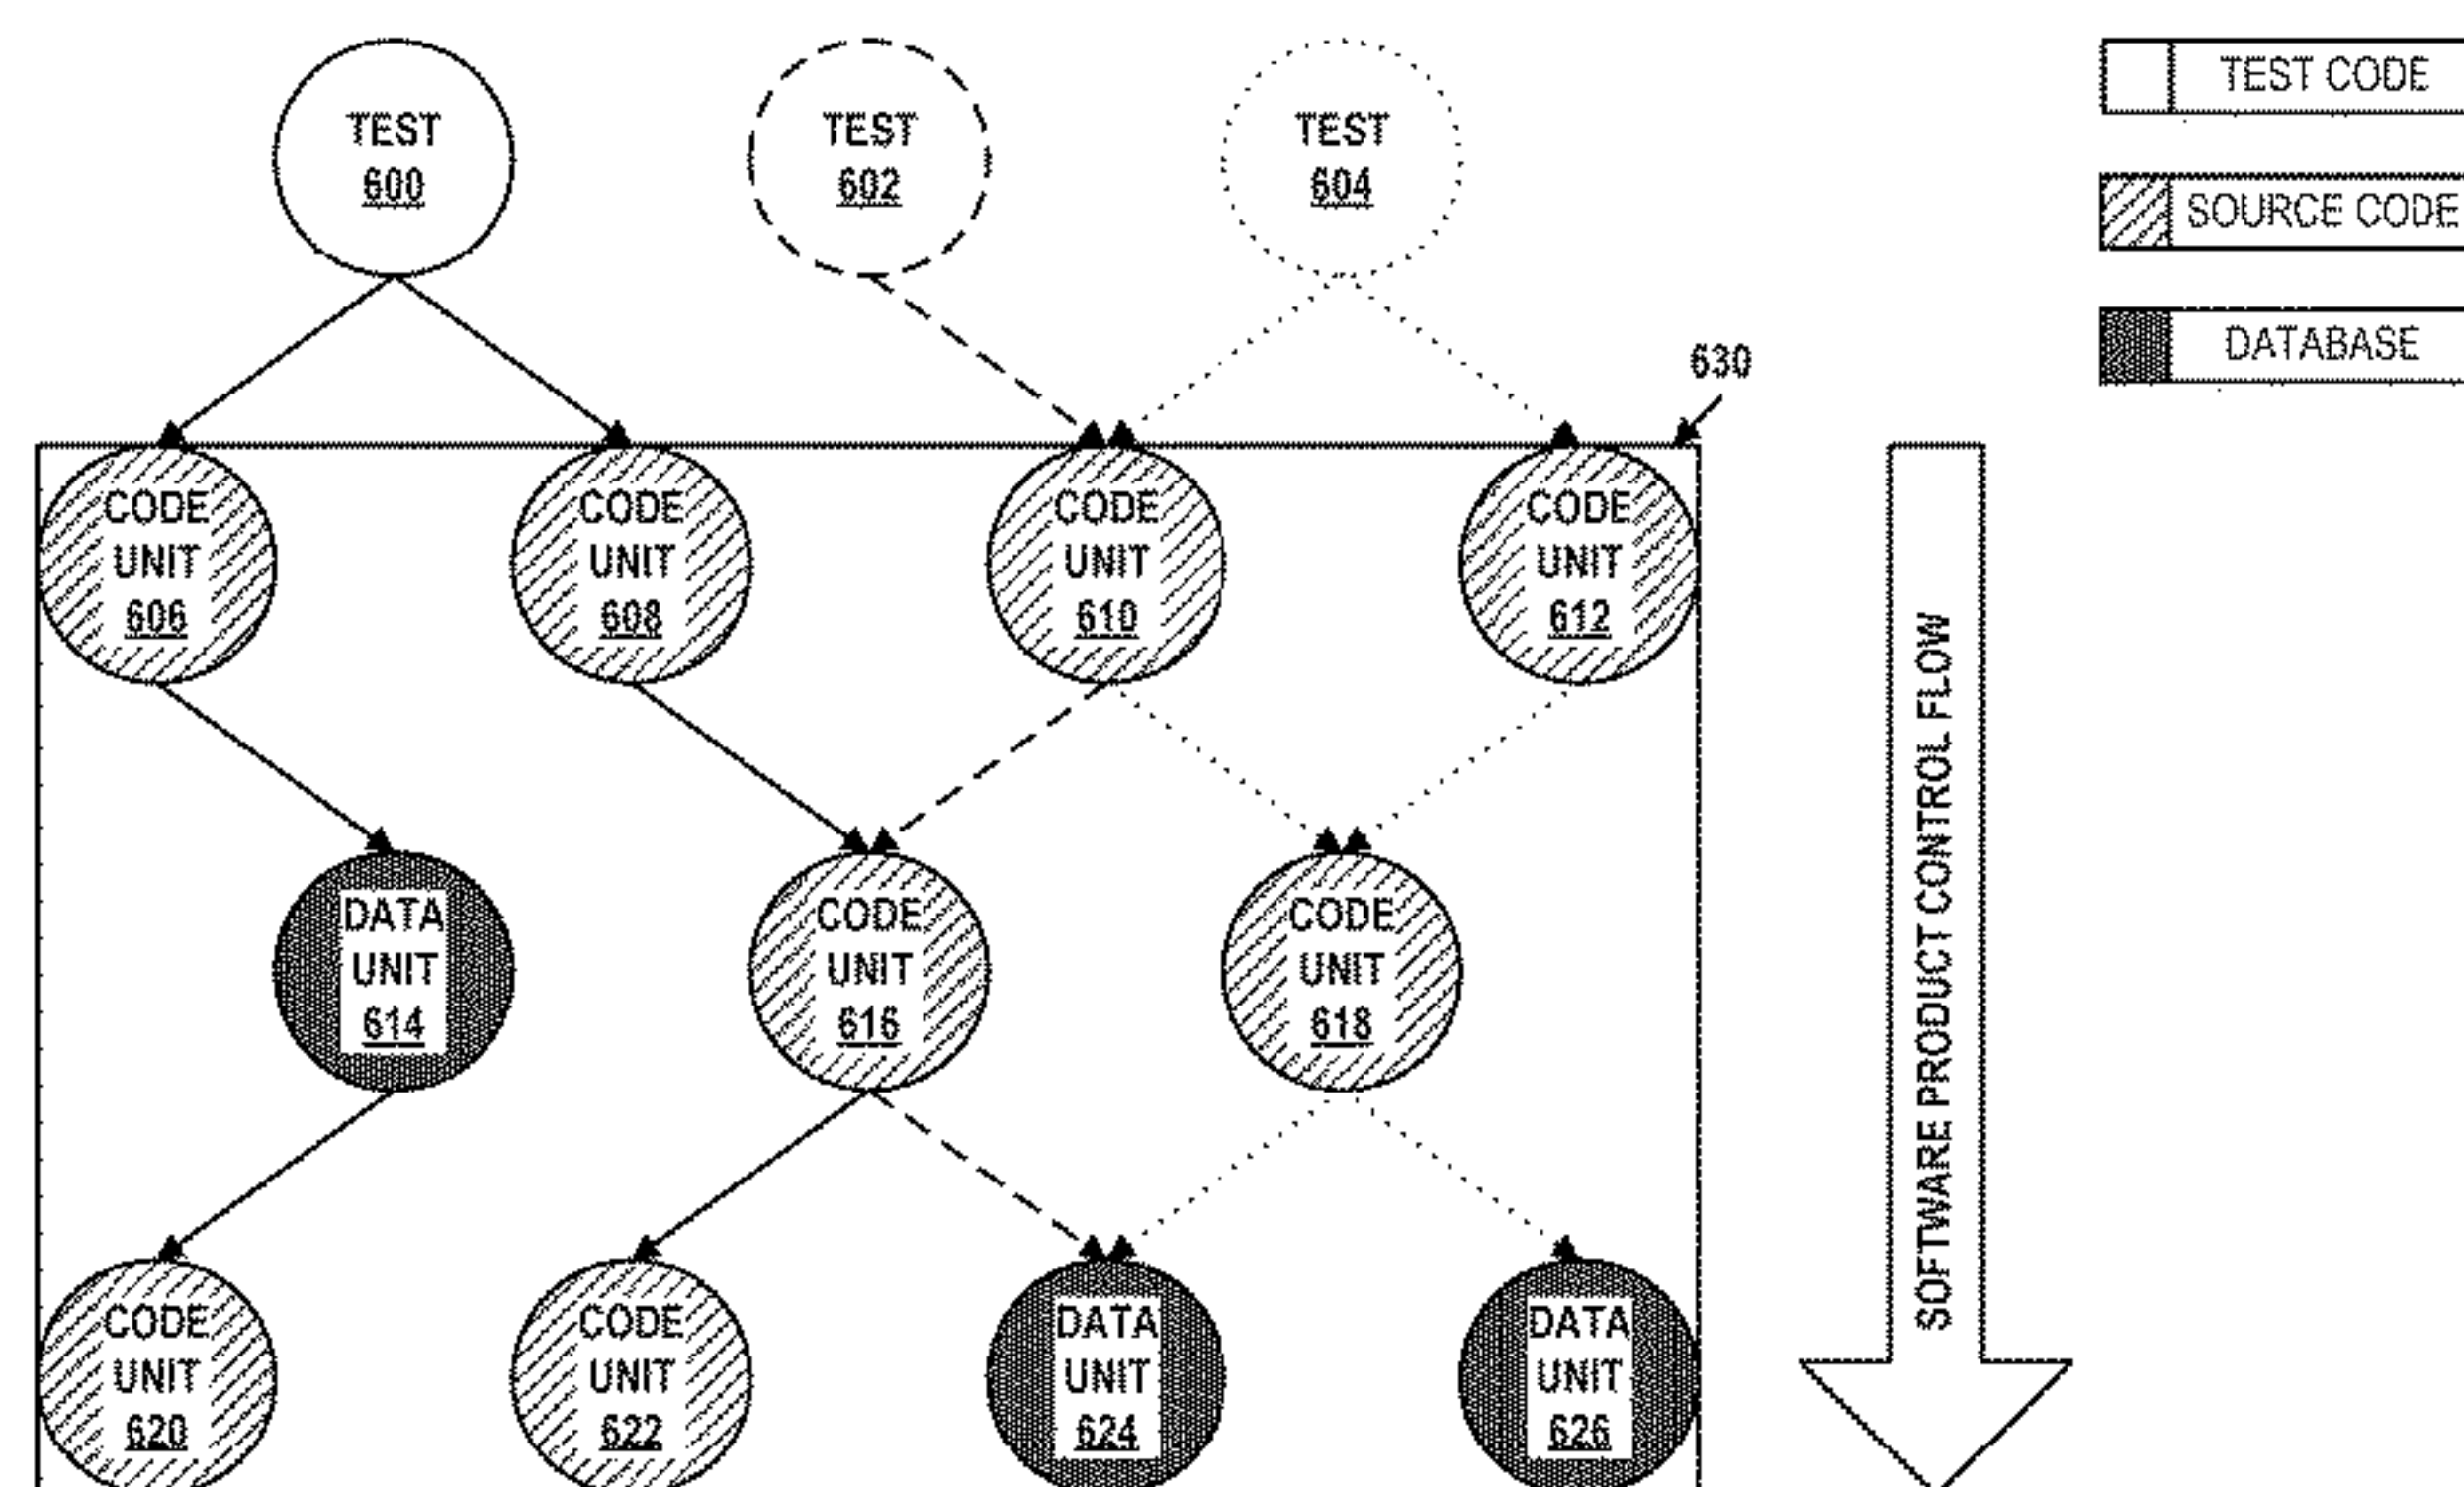 TEST
600
TEST
602
TEST
604
TEST CODE
SOURCE CODE
DATABASE
630
CODE
UNIT
606
CODE
UNIT
608
CODE
UNIT
610
CODE
UNIT
612
DATA
UNIT
614
CODE
UNIT
616
CODE
UNIT
618
CODE
UNIT
620
CODE
UNIT
622
DATA
UNIT
624
DATA
UNIT
626
SOFTWARE PRODUCT CONTROL FLOW